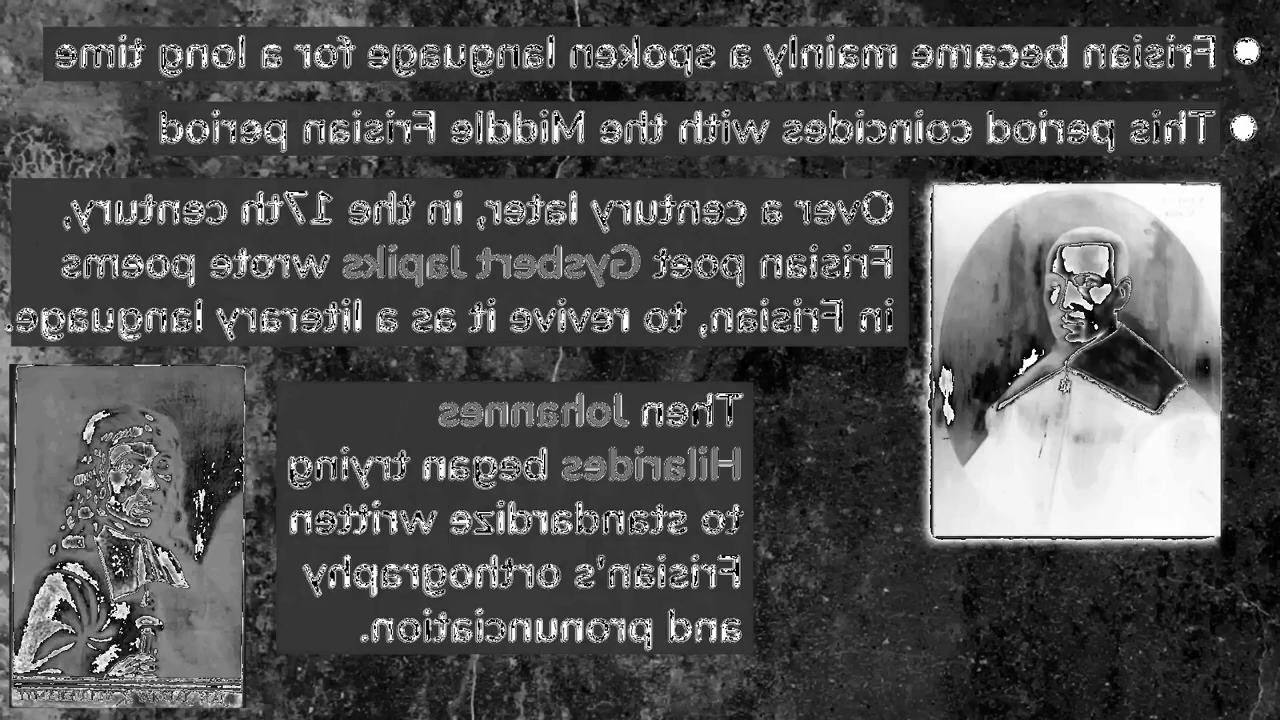 Frisian became mainly a spoken language for a long time
This period coincides with the Middle Frisian period
Over a century later, in the 17th century,
Frisian poet Gysbert Japiks wrote poems
in Frisian, to revive it as a literary language.
Then Johannes
Hilarides began trying
to standardize written
Frisian's orthography
and pronunciation.